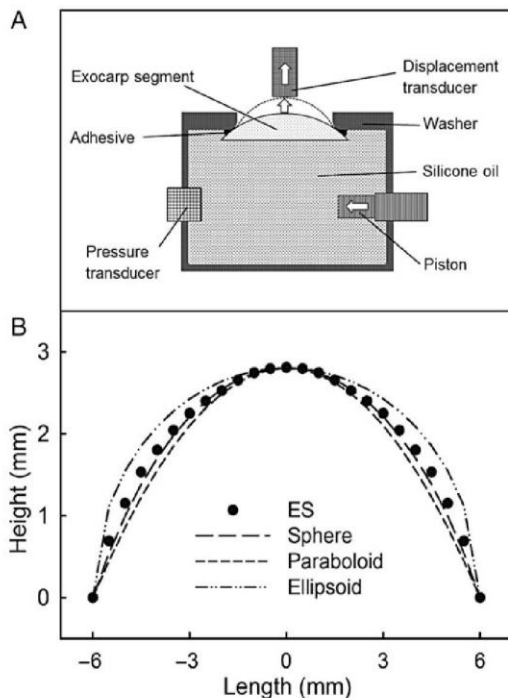 A
Exocarp segment
Displacement
transducer
Adhesive
Washer
Silicone oil
Pressure
transducer
Piston
B
3
2
1
0
Height (mm)
ES
Sphere
Paraboloid
Ellipsoid
−6
−3
0
3
6
Length (mm)